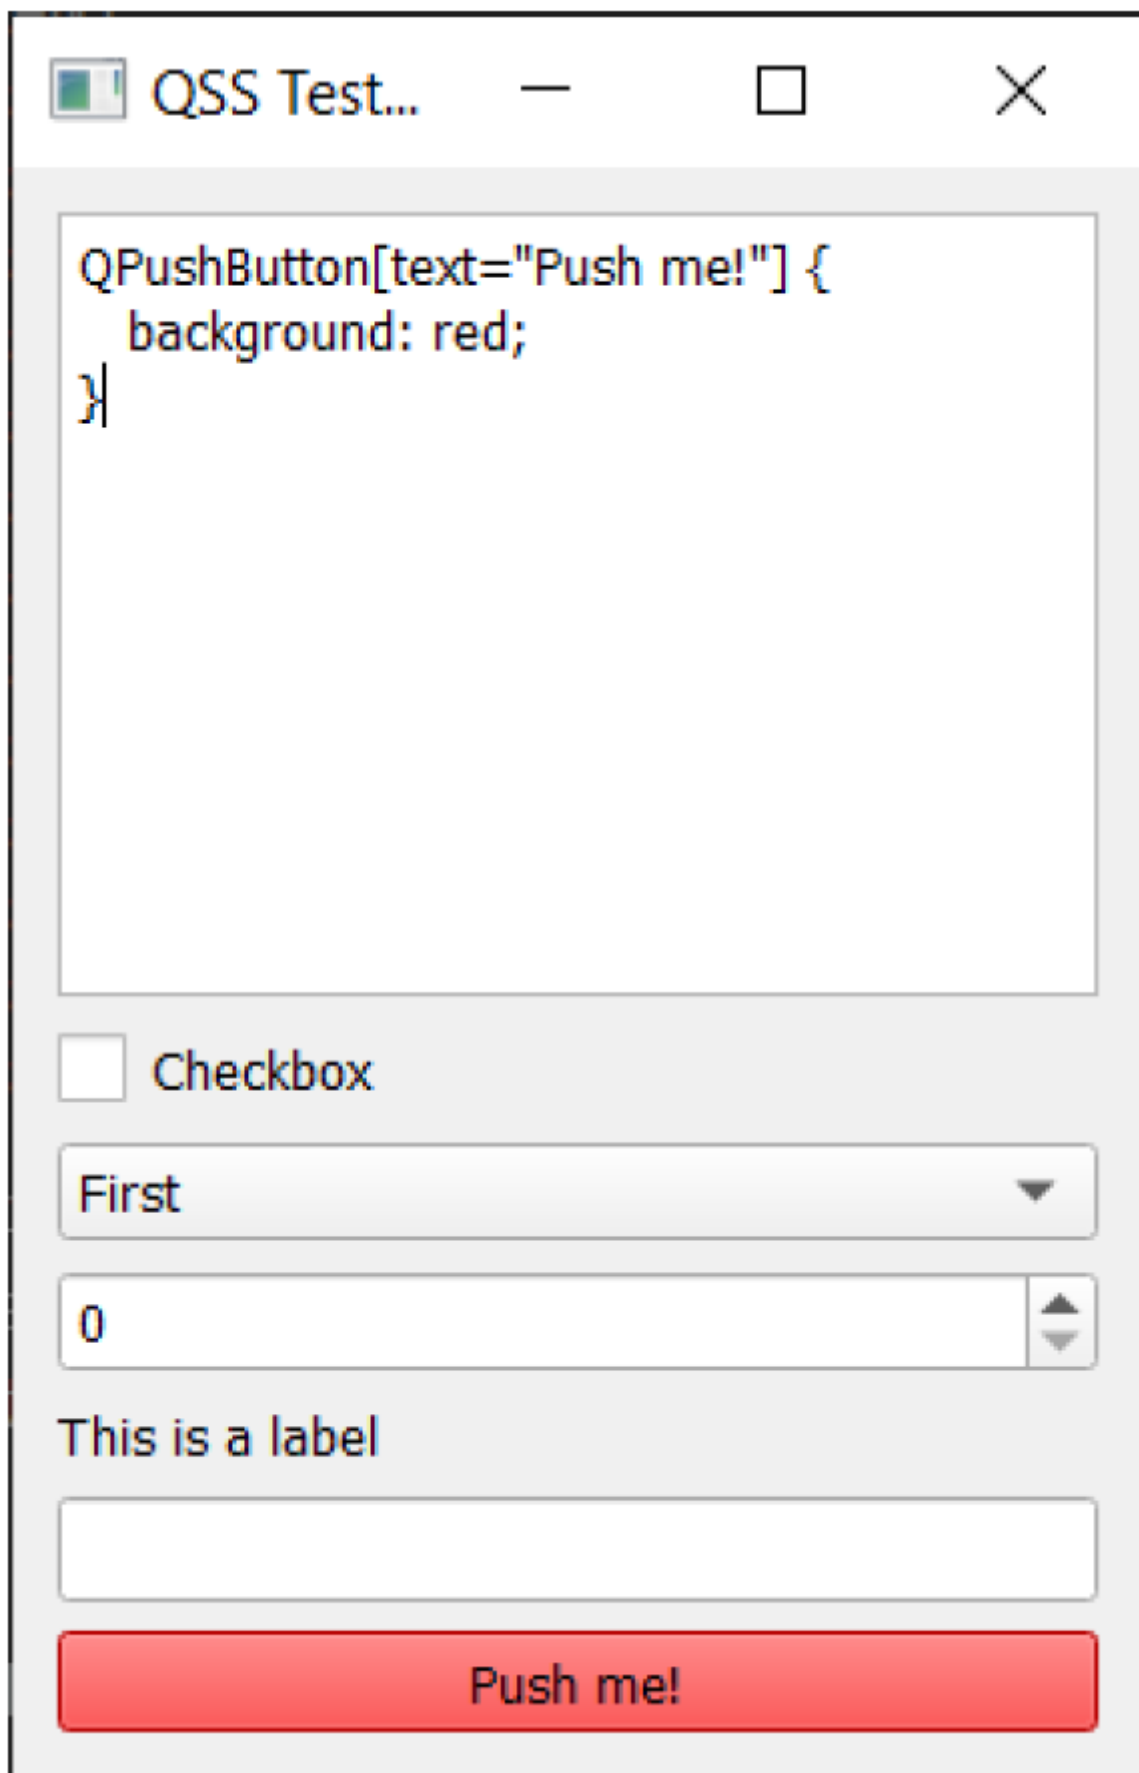 QSS Test...
QPushButton[text="Push me!"] {
   background: red;
}
Checkbox
First
0
This is a label
Push me!